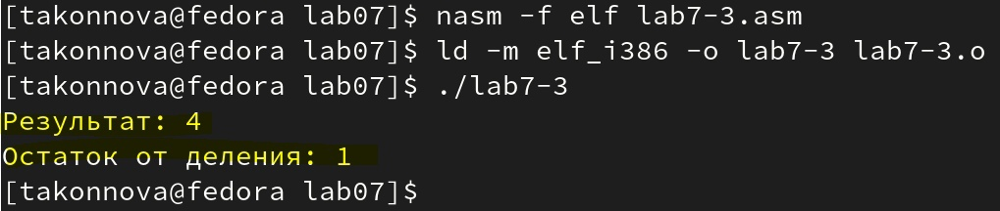 [takonnova@fedora lab07]$ nasm -f elf lab7-3.asm
[takonnova@fedora lab07]$ ld -m elf_i386 -o lab7-3 lab7-3.o
[takonnova@fedora lab07]$ ./lab7-3
Результат: 4
Остаток от деления: 1
[takonnova@fedora lab07]$